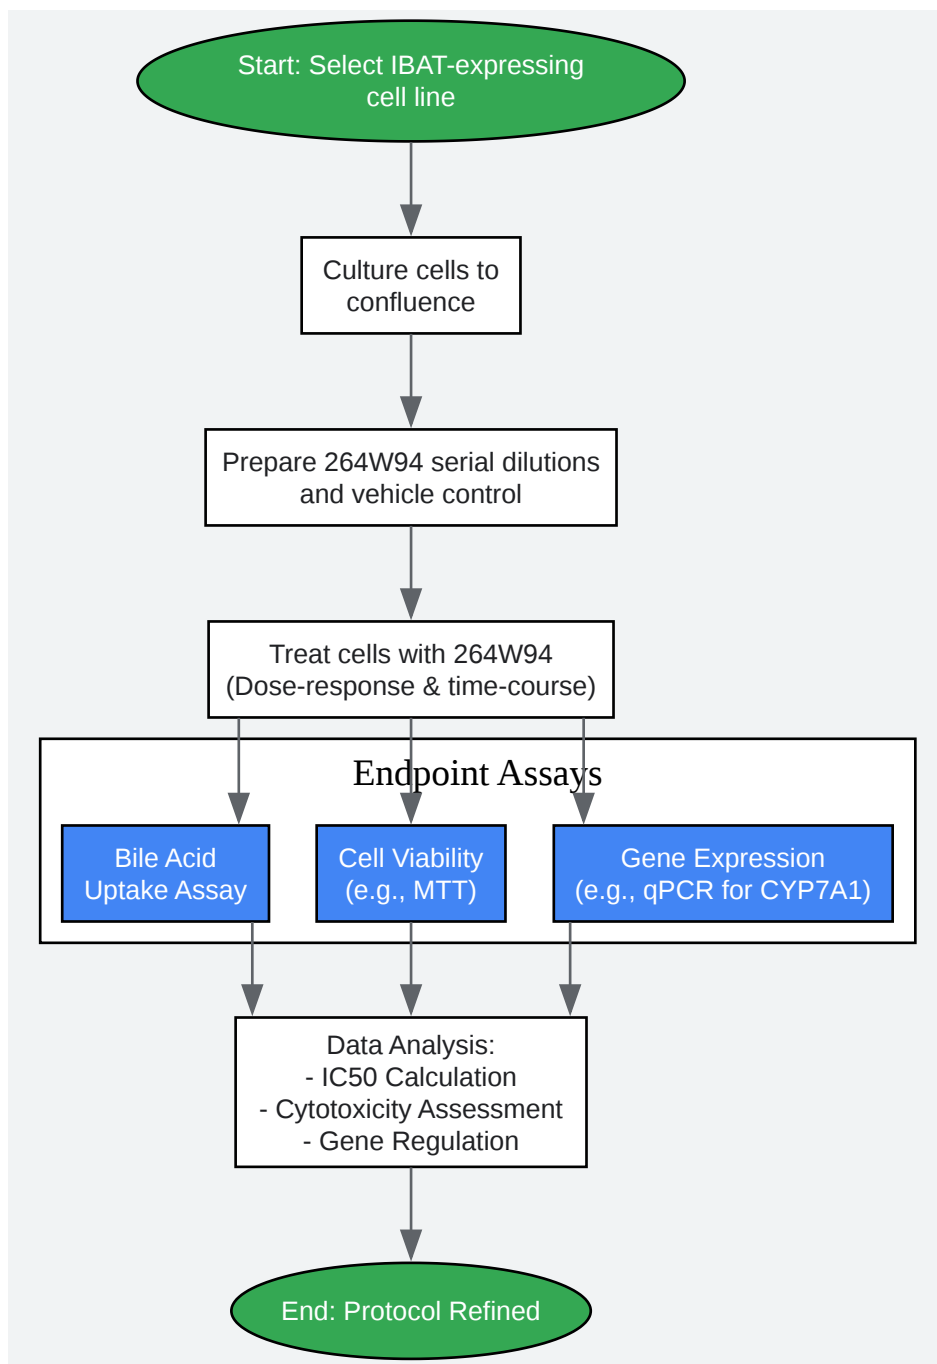 Start: Select IBAT-expressing
cell line
Culture cells to
confluence
Prepare 264W94 serial dilutions
and vehicle control
Treat cells with 264W94
(Dose-response & time-course)
Endpoint Assays
Bile Acid
Uptake Assay
Cell Viability
(e.g., MTT)
Gene Expression
(e.g., qPCR for CYP7A1)
Data Analysis:
- IC50 Calculation
- Cytotoxicity Assessment
- Gene Regulation
End: Protocol Refined